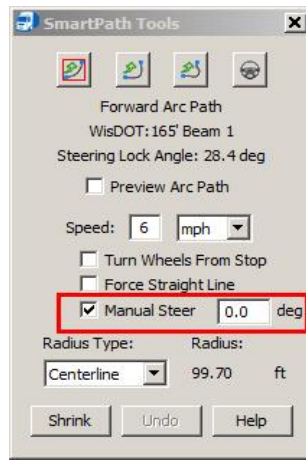 SmartPath Tools
Forward Arc Path
WisDOT:165' Beam 1
Steering Lock Angle: 28.4 deg
Preview Arc Path
Speed: 6 mph
Turn Wheels From Stop
Force Straight Line
Manual Steer 0.0 deg
Radius Type: Radius:
Centerline 99.70 ft
Shrink Undo Help